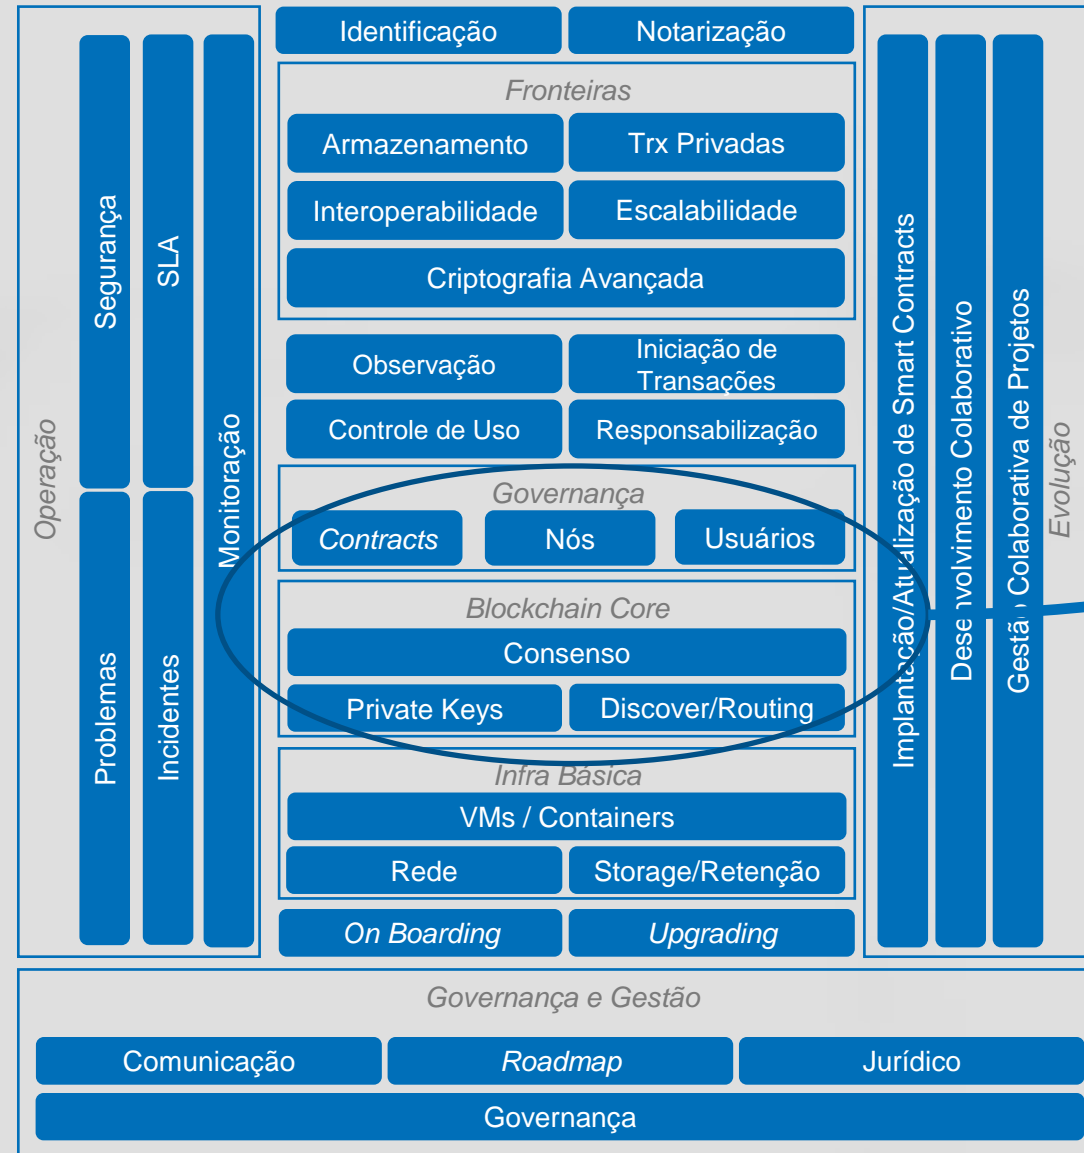 Operação
Segurança
SLA
Problemas
Incidentes
Monitoração
Identificação
Notarização
Fronteiras
Armazenamento
Trx Privadas
Interoperabilidade
Escalabilidade
Criptografia Avançada
Observação
Iniciação de
Transações
Controle de Uso
Responsabilização
Governança
Contracts
Nós
Usuários
Blockchain Core
Consenso
Private Keys
Discover/Routing
Infra Básica
VMs / Containers
Rede
Storage/Retenção
On Boarding
Upgrading
Implantação/Atualização de Smart Contracts
Desenvolvimento Colaborativo
Gestão Colaborativa de Projetos
Evolução
Governança e Gestão
Comunicação
Roadmap
Jurídico
Governança